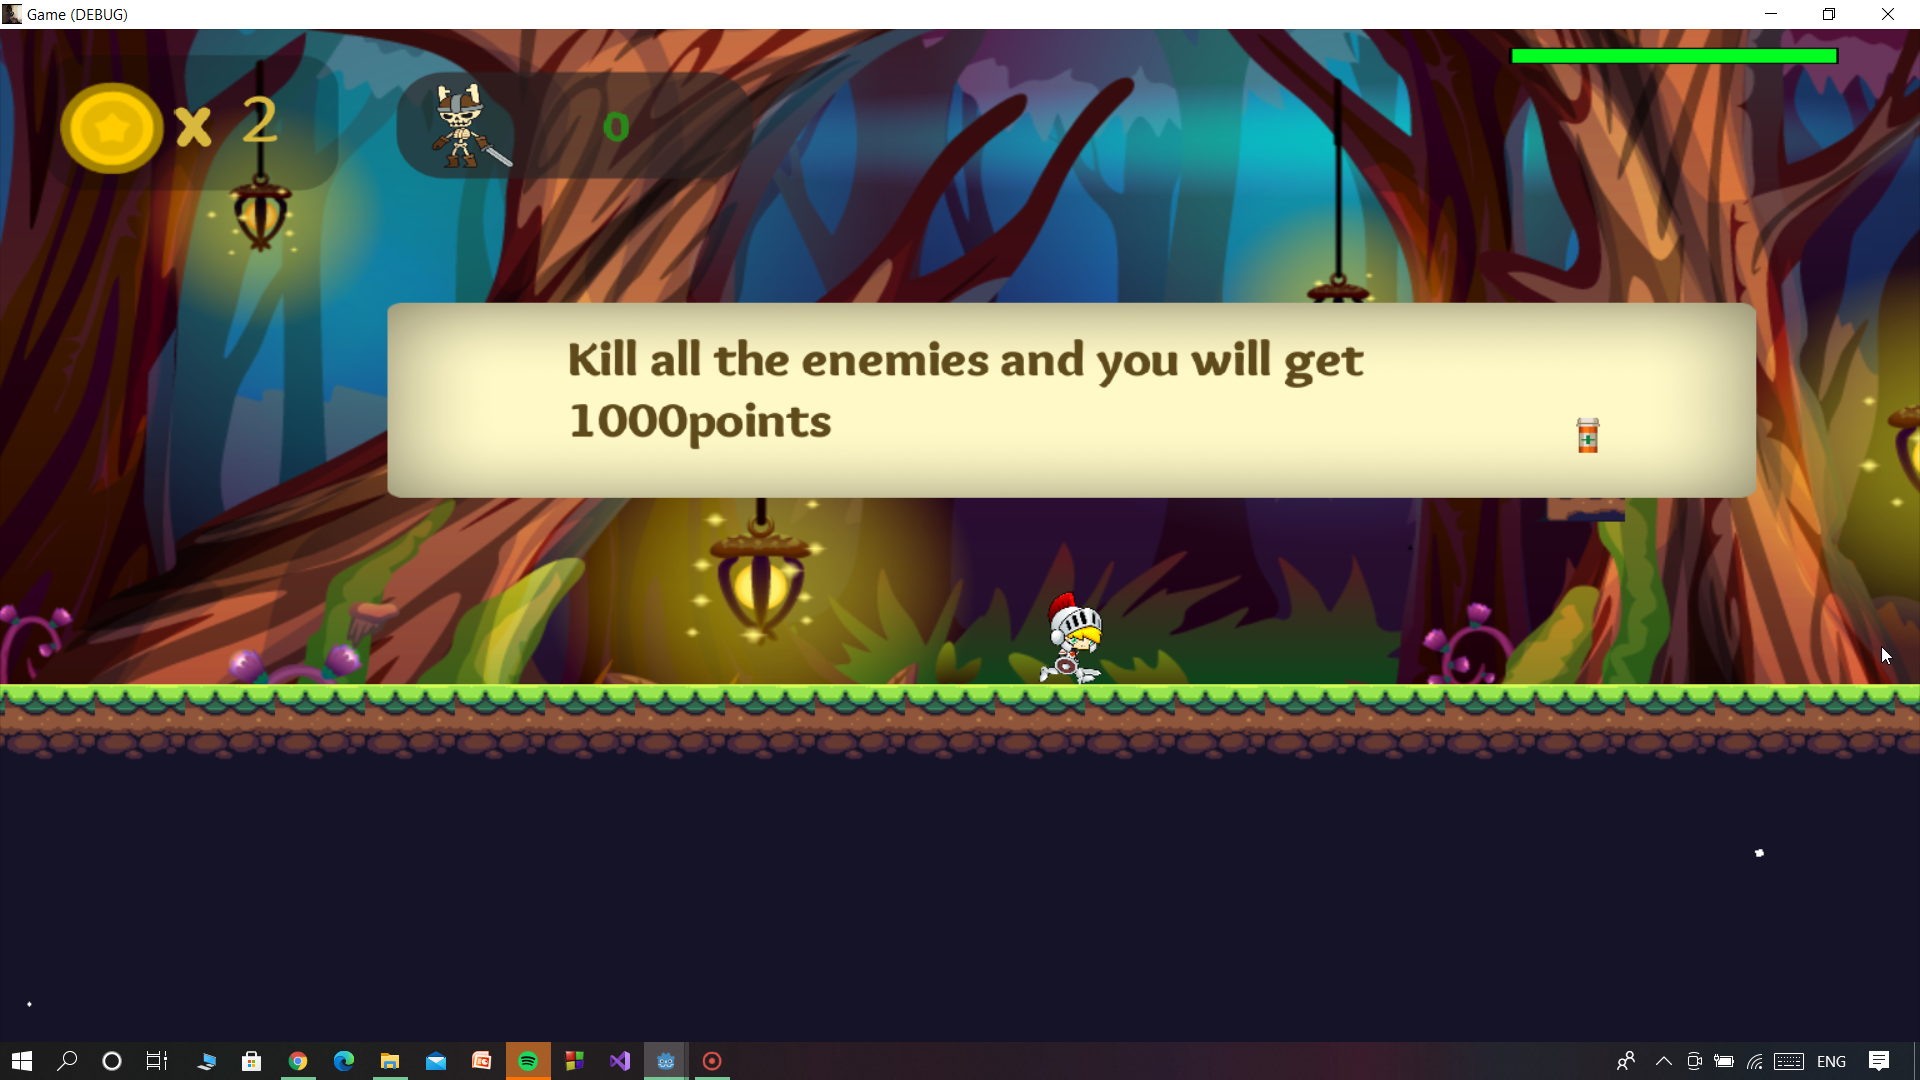 Game (DEBUG)
x 2
0
Kill all the enemies and you will get
1000points
ENG